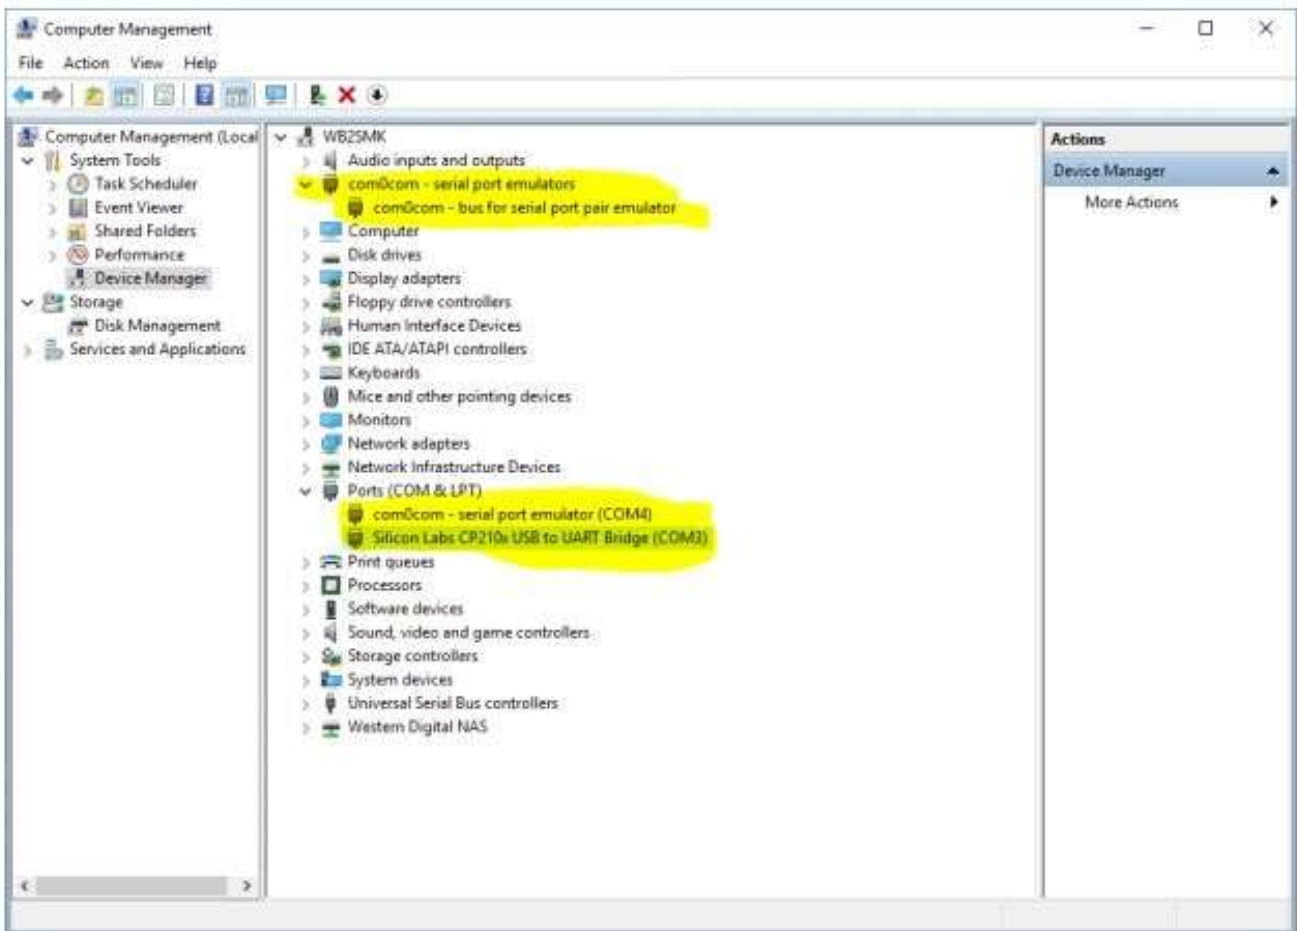 Computer Management
File Action View Help
Computer Management (Local
System Tools
Task Scheduler
Event Viewer
Shared Folders
Performance
Device Manager
Storage
Disk Management
Services and Applications
WB2SMK
Audio inputs and outputs
com0com - serial port emulators
com0com - bus for serial port pair emulator
Computer
Disk drives
Display adapters
Floppy drive controllers
Human Interface Devices
IDE ATA/ATAPI controllers
Keyboards
Mice and other pointing devices
Monitors
Network adapters
Network Infrastructure Devices
Ports (COM & LPT)
com0com - serial port emulator (COM4)
Silicon Labs CP210x USB to UART Bridge (COM3)
Print queues
Processors
Software devices
Sound, video and game controllers
Storage controllers
System devices
Universal Serial Bus controllers
Western Digital NAS
Actions
Device Manager
More Actions